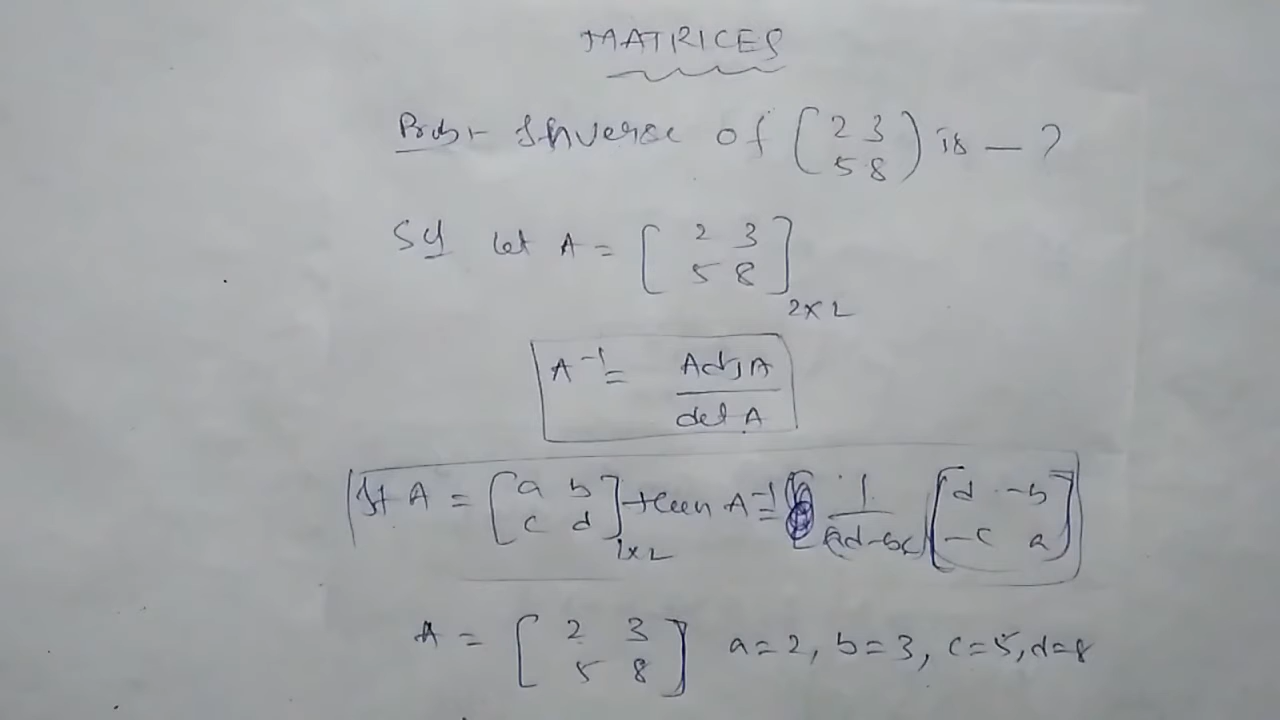 MATRICES
Prob:- Inverse of (2 3 5 8) is — ?
Sol let A = [2 3 5 8] 2×2
A⁻¹ = Adj A / det A
If A = [a b c d] 2×2 then A⁻¹ = 1 / (ad-bc) [d -b -c a]
A = [2 3 5 8] a=2, b=3, c=5, d=8